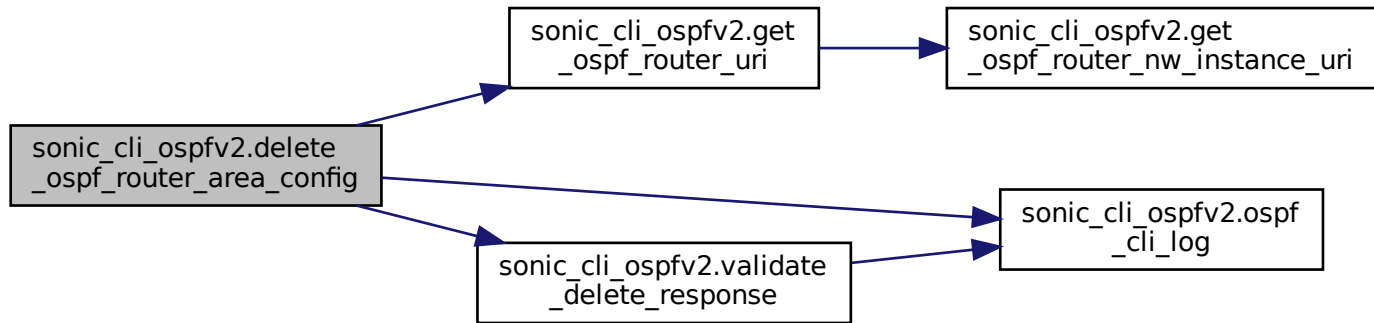 sonic_cli_ospfv2.delete
_ospf_router_area_config
sonic_cli_ospfv2.get
_ospf_router_uri
sonic_cli_ospfv2.get
_ospf_router_nw_instance_uri
sonic_cli_ospfv2.ospf
_cli_log
sonic_cli_ospfv2.validate
_delete_response